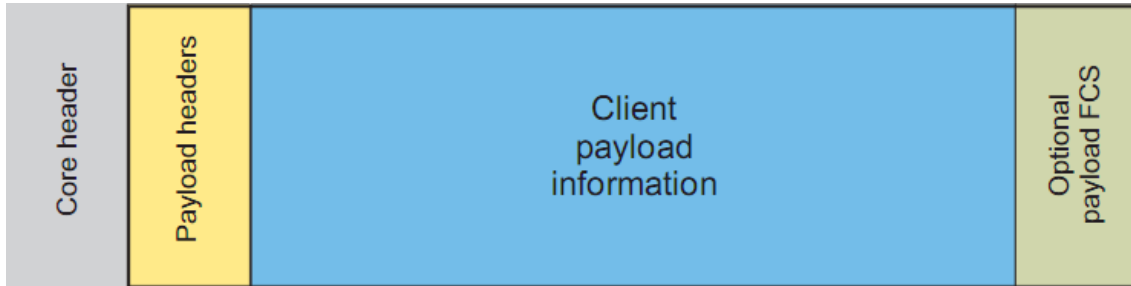 Core header
Payload headers
Client
payload
information
Optional
payload FCS